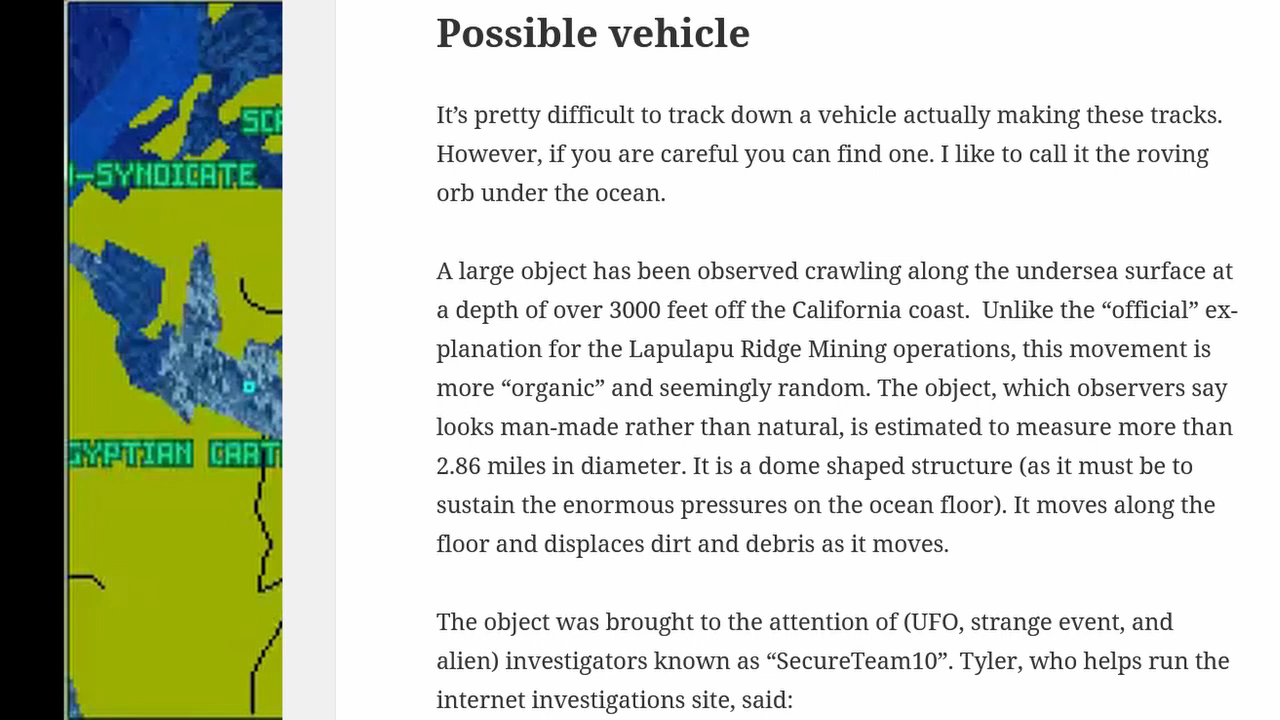 SC
-SYNDICATE
GYPTIAN CART
Possible vehicle
It’s pretty difficult to track down a vehicle actually making these tracks.
However, if you are careful you can find one. I like to call it the roving
orb under the ocean.
A large object has been observed crawling along the undersea surface at
a depth of over 3000 feet off the California coast.  Unlike the “official” ex-
planation for the Lapulapu Ridge Mining operations, this movement is
more “organic” and seemingly random. The object, which observers say
looks man-made rather than natural, is estimated to measure more than
2.86 miles in diameter. It is a dome shaped structure (as it must be to
sustain the enormous pressures on the ocean floor). It moves along the
floor and displaces dirt and debris as it moves.
The object was brought to the attention of (UFO, strange event, and
alien) investigators known as “SecureTeam10”. Tyler, who helps run the
internet investigations site, said: